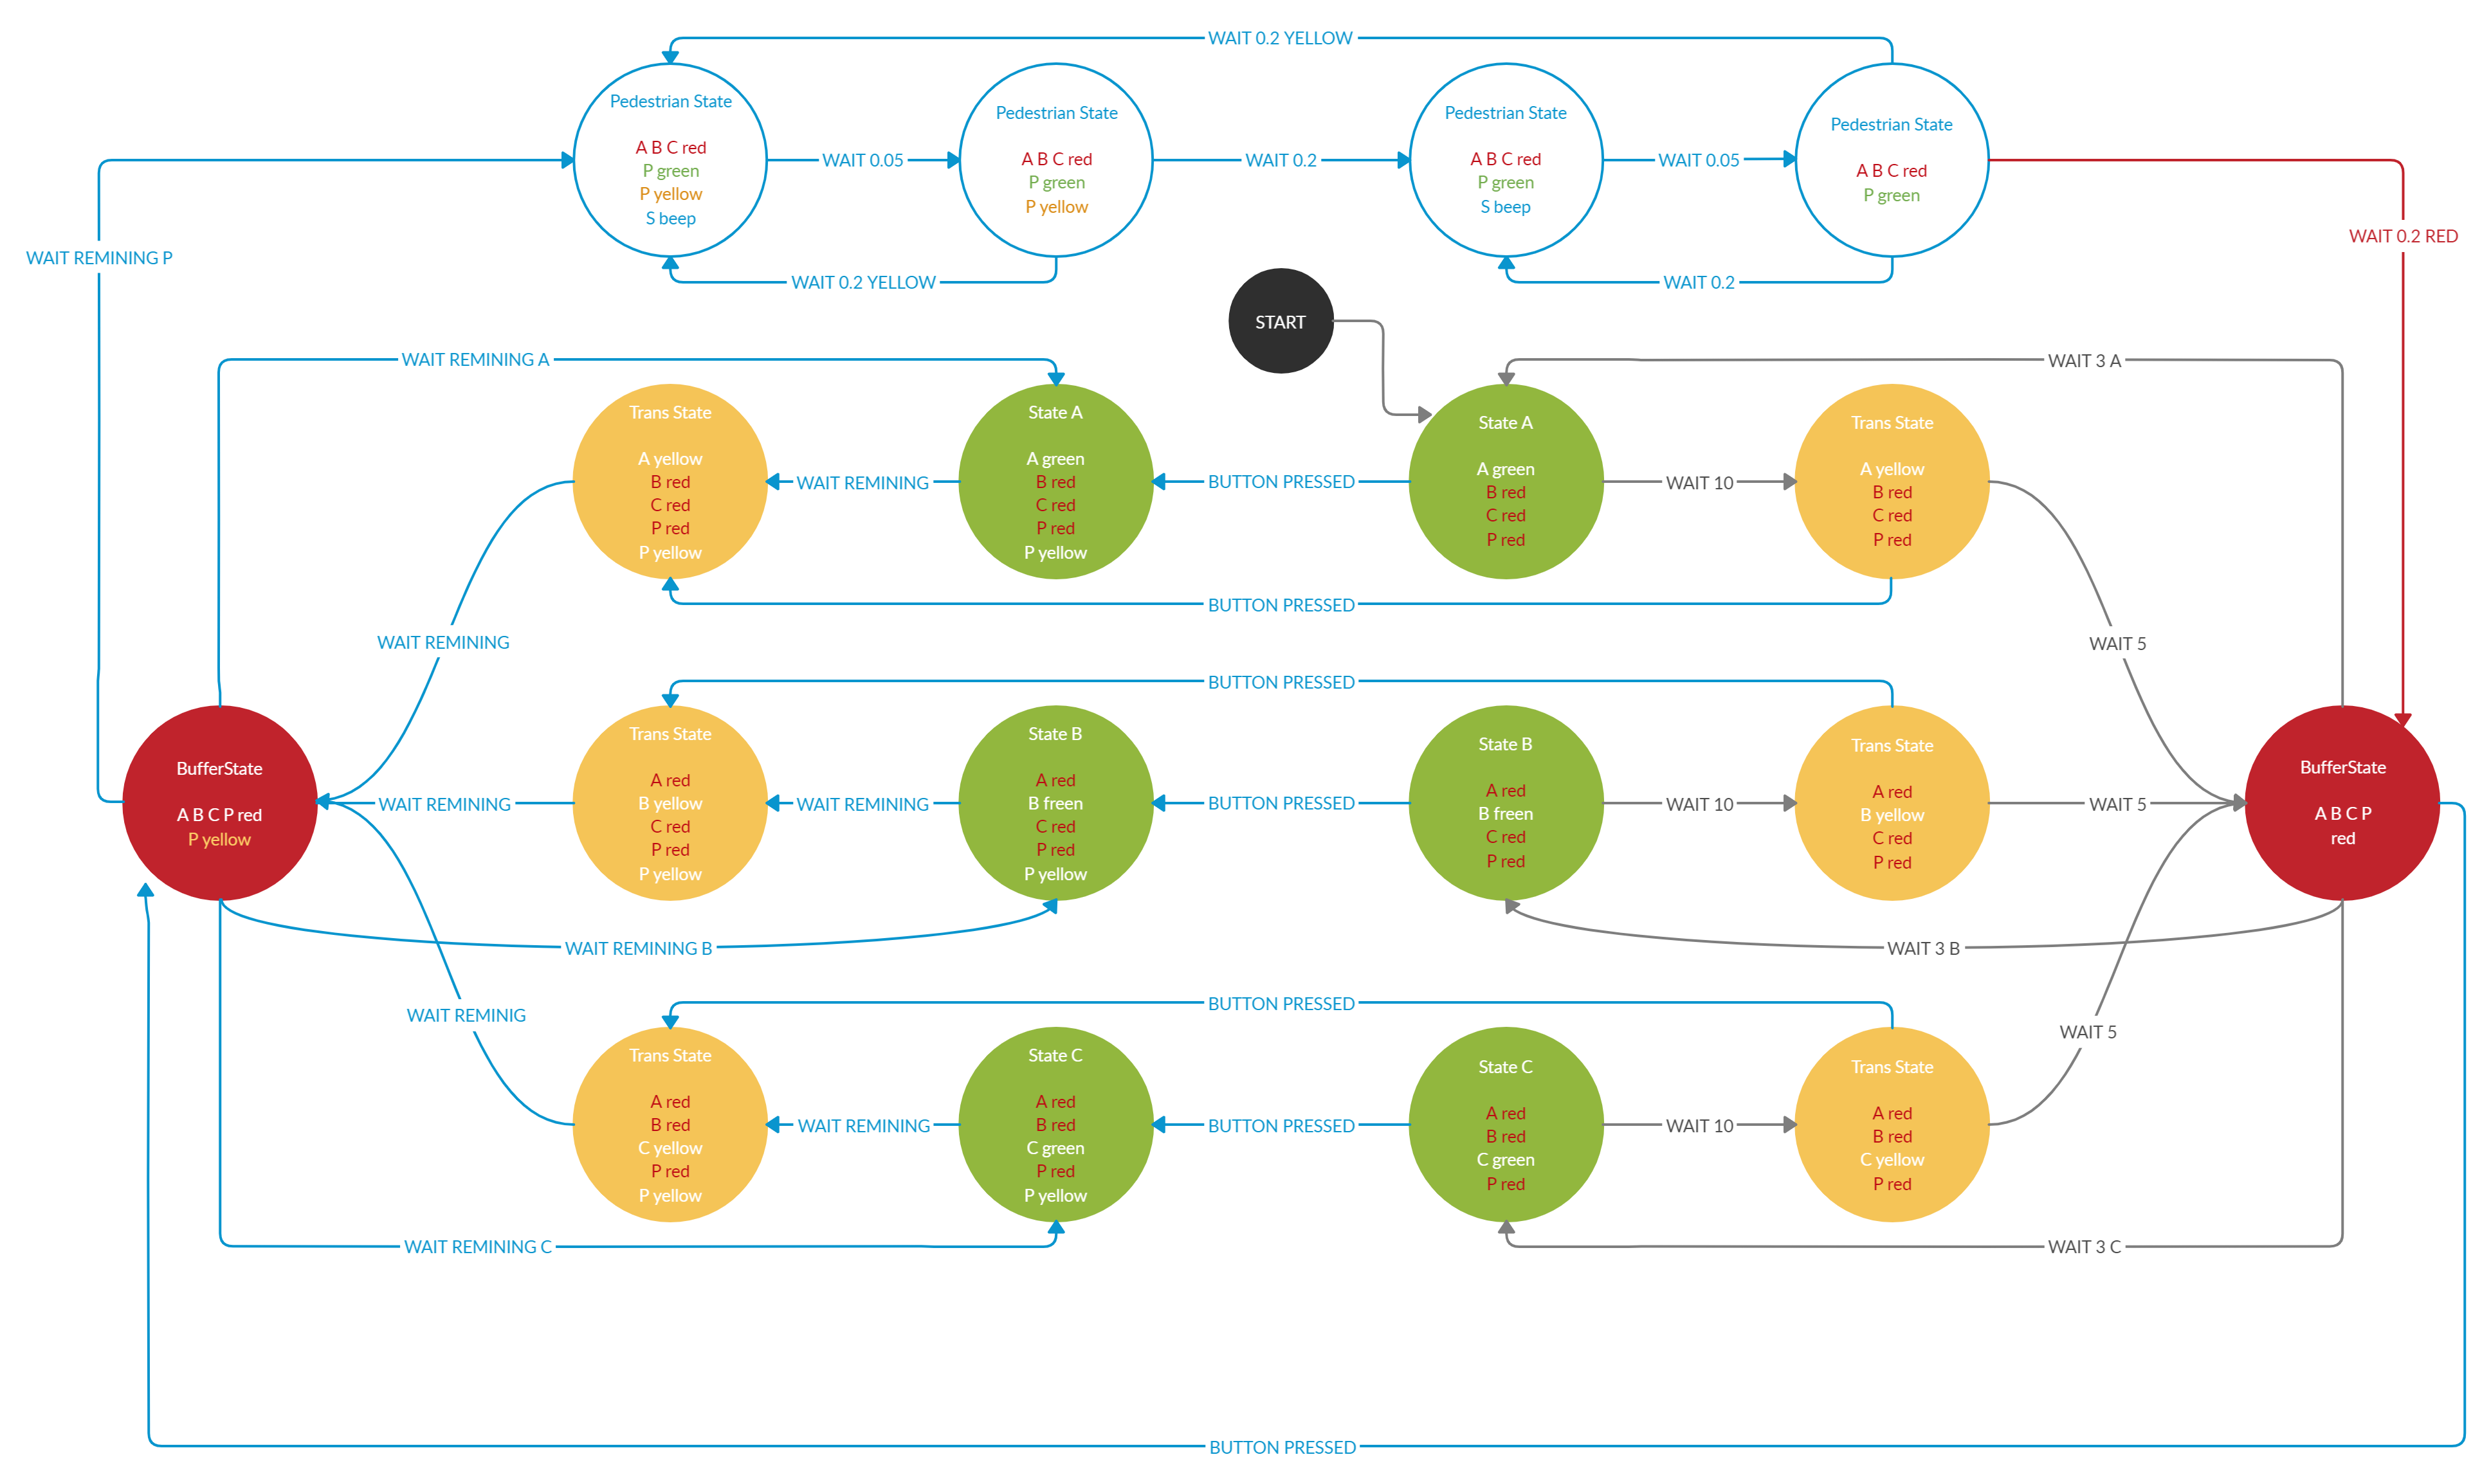 WAIT 0.2 YELLOW
Pedestrian State
A B C red
P green
P yellow
S beep
WAIT 0.05
Pedestrian State
A B C red
P green
P yellow
WAIT 0.2
Pedestrian State
A B C red
P green
S beep
WAIT 0.05
Pedestrian State
A B C red
P green
WAIT 0.2 RED
WAIT REMINING P
WAIT 0.2 YELLOW
WAIT 0.2
START
WAIT REMINING A
WAIT 3 A
Trans State
A yellow
B red
C red
P red
P yellow
WAIT REMINING
State A
A green
B red
C red
P red
P yellow
BUTTON PRESSED
State A
A green
B red
C red
P red
WAIT 10
Trans State
A yellow
B red
C red
P red
BUTTON PRESSED
WAIT REMINING
WAIT 5
BUTTON PRESSED
BufferState
A B C P red
P yellow
WAIT REMINING
Trans State
A red
B yellow
C red
P red
P yellow
WAIT REMINING
State B
A red
B freen
C red
P red
P yellow
BUTTON PRESSED
State B
A red
B freen
C red
P red
WAIT 10
Trans State
A red
B yellow
C red
P red
WAIT 5
BufferState
A B C P
red
WAIT REMINING B
WAIT 3 B
WAIT REMINIG
BUTTON PRESSED
WAIT 5
Trans State
A red
B red
C yellow
P red
P yellow
WAIT REMINING
State C
A red
B red
C green
P red
P yellow
BUTTON PRESSED
State C
A red
B red
C green
P red
WAIT 10
Trans State
A red
B red
C yellow
P red
WAIT REMINING C
WAIT 3 C
BUTTON PRESSED